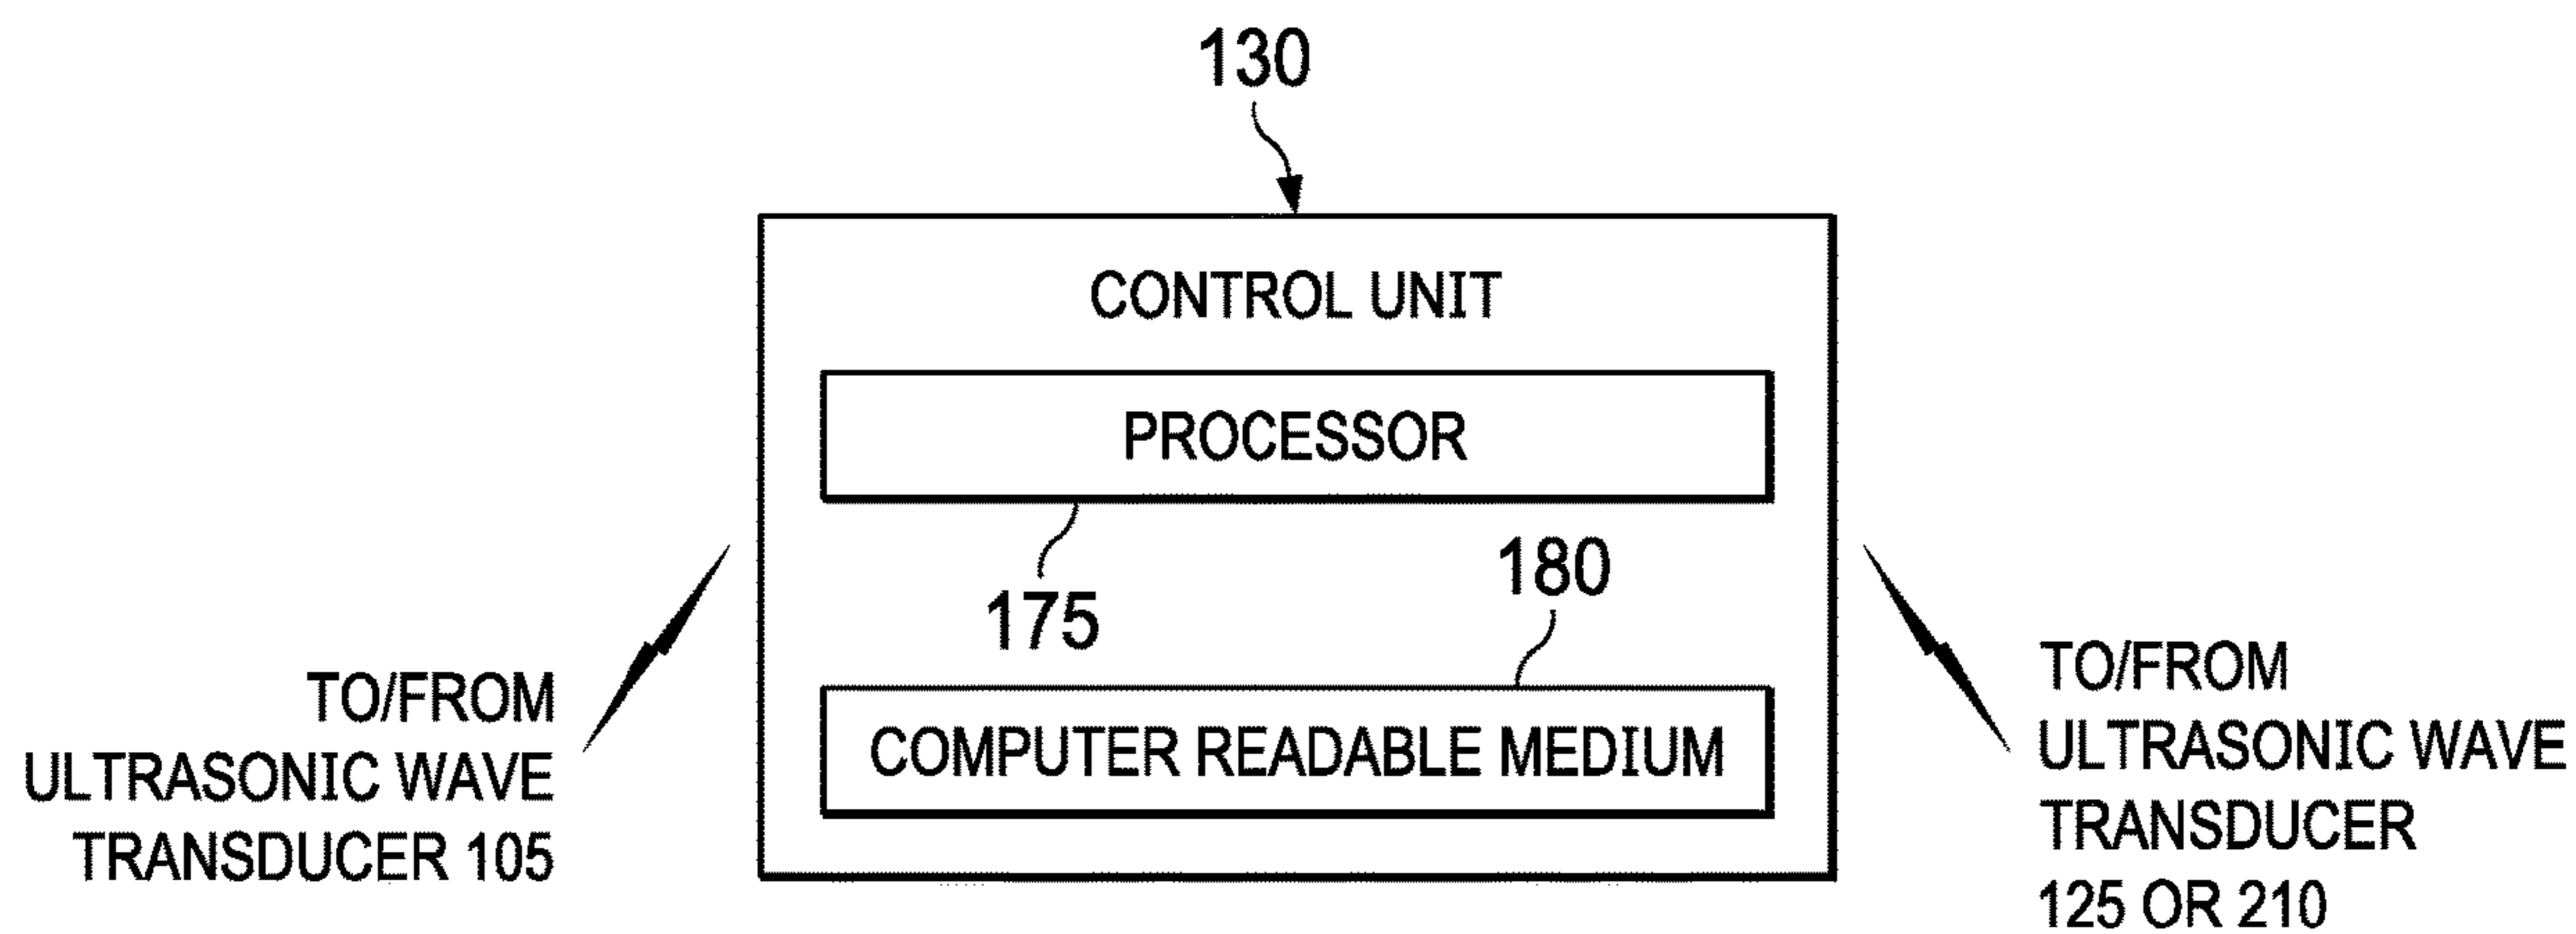 130
CONTROL UNIT
PROCESSOR
175
180
COMPUTER READABLE MEDIUM
TO/FROM
ULTRASONIC WAVE
TRANSDUCER 105
TO/FROM
ULTRASONIC WAVE
TRANSDUCER
125 OR 210